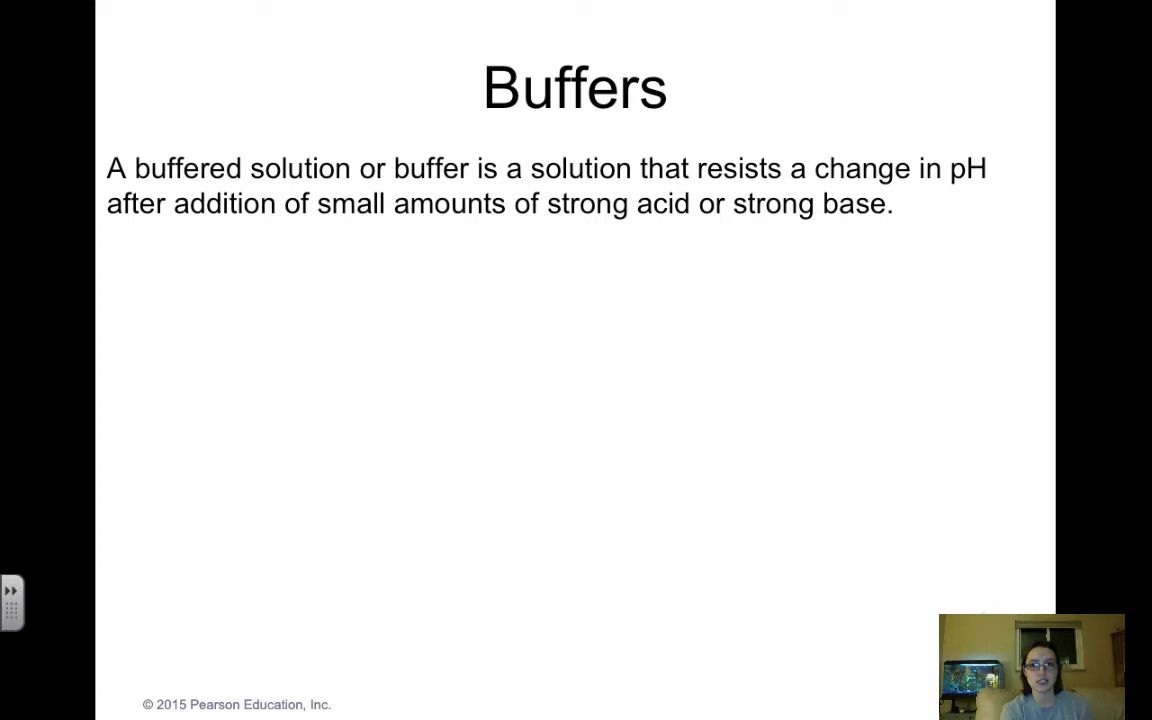 Buffers
A buffered solution or buffer is a solution that resists a change in pH
after addition of small amounts of strong acid or strong base.
© 2015 Pearson Education, Inc.